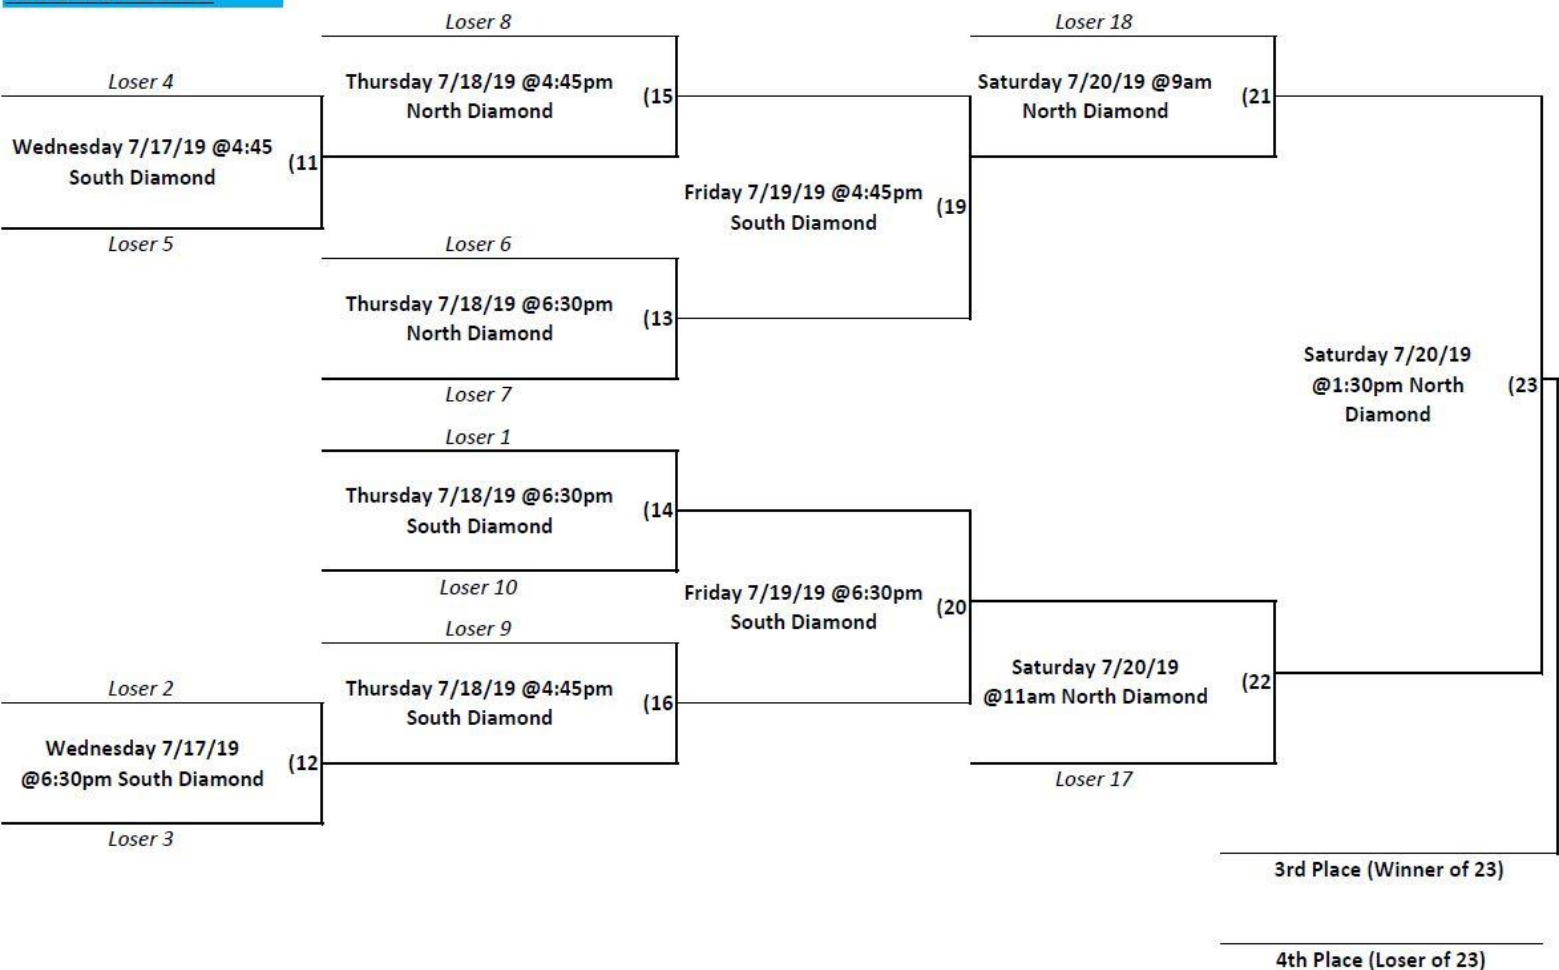 Loser 8
Loser 18
Loser 4
Thursday 7/18/19 @4:45pm
North Diamond
(15
Saturday 7/20/19 @9am
North Diamond
(21
Wednesday 7/17/19 @4:45
South Diamond
(11
Friday 7/19/19 @4:45pm
South Diamond
(19
Loser 5
Loser 6
Thursday 7/18/19 @6:30pm
North Diamond
(13
Loser 7
Saturday 7/20/19
@1:30pm North
Diamond
(23
Loser 1
Thursday 7/18/19 @6:30pm
South Diamond
(14
Loser 10
Friday 7/19/19 @6:30pm
South Diamond
(20
Loser 9
Loser 2
Thursday 7/18/19 @4:45pm
South Diamond
(16
Saturday 7/20/19
@11am North Diamond
(22
Wednesday 7/17/19
@6:30pm South Diamond
(12
Loser 17
Loser 3
3rd Place (Winner of 23)
4th Place (Loser of 23)